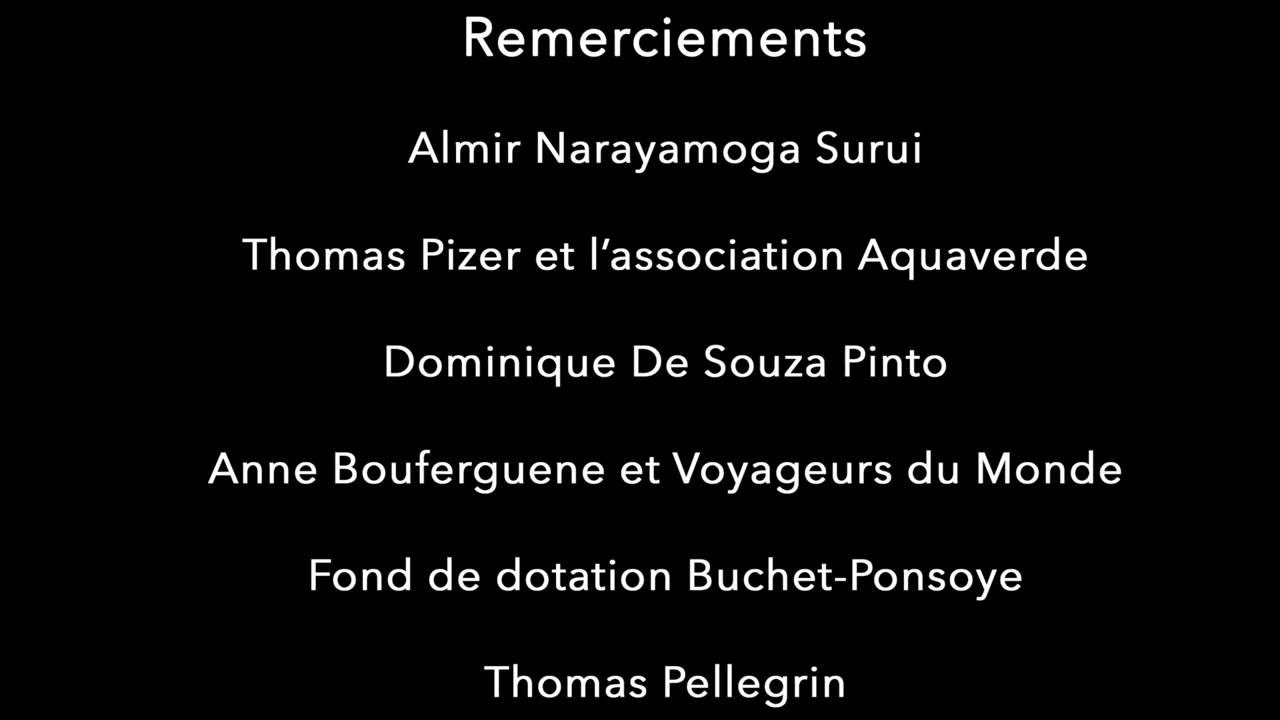 Remerciements
Almir Narayamoga Surui
Thomas Pizer et l’association Aquaverde
Dominique De Souza Pinto
Anne Bouferguene et Voyageurs du Monde
Fond de dotation Buchet-Ponsoye
Thomas Pellegrin